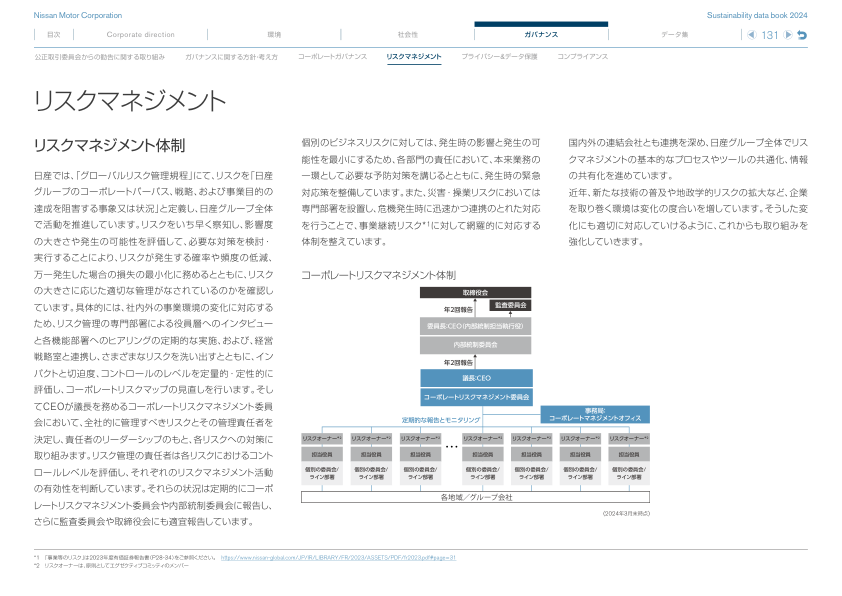 Nissan Motor Corporation
Sustainability data book 2024
目次
Corporate direction
環境
社会性
ガバナンス
データ集
131
公正取引委員会からの勧告に関する取り組み
ガバナンスに関する方針・考え方
コーポレートガバナンス
リスクマネジメント
プライバシー&データ保護
コンプライアンス
リスクマネジメント
リスクマネジメント体制
日産では、「グローバルリスク管理規程」にて、リスクを「日産
グループのコーポレートパーパス、戦略、および事業目的の
達成を阻害する事象又は状況」と定義し、日産グループ全体
で活動を推進しています。リスクをいち早く察知し、影響度
の大きさや発生の可能性を評価して、必要な対策を検討・
実行することにより、リスクが発生する確率や頻度の低減、
万一発生した場合の損失の最小化に務めるとともに、リスク
の大きさに応じた適切な管理がなされているのかを確認し
ています。具体的には、社内外の事業環境の変化に対応する
ため、リスク管理の専門部署による役員層へのインタビュー
と各機能部署へのヒアリングの定期的な実施、および、経営
戦略室と連携し、さまざまなリスクを洗い出すとともに、イン
パクトと切迫度、コントロールのレベルを定量的・定性的に
評価し、コーポレートリスクマップの見直しを行います。そし
てCEOが議長を務めるコーポレートリスクマネジメント委員
会において、全社的に管理すべきリスクとその管理責任者を
決定し、責任者のリーダーシップのもと、各リスクへの対策に
取り組みます。リスク管理の責任者は各リスクにおけるコント
ロールレベルを評価し、それぞれのリスクマネジメント活動
の有効性を判断しています。それらの状況は定期的にコーポ
レートリスクマネジメント委員会や内部統制委員会に報告し、
さらに監査委員会や取締役会にも適宜報告しています。
個別のビジネスリスクに対しては、発生時の影響と発生の可
能性を最小にするため、各部門の責任において、本来業務の
一環として必要な予防対策を講じるとともに、発生時の緊急
対応策を整備しています。また、災害・操業リスクにおいては
専門部署を設置し、危機発生時に迅速かつ連携のとれた対応
を行うことで、事業継続リスク*1に対して網羅的に対応する
体制を整えています。
国内外の連結会社とも連携を深め、日産グループ全体でリス
クマネジメントの基本的なプロセスやツールの共通化、情報
の共有化を進めています。
近年、新たな技術の普及や地政学的リスクの拡大など、企業
を取り巻く環境は変化の度合いを増しています。そうした変
化にも適切に対応していけるように、これからも取り組みを
強化していきます。
コーポレートリスクマネジメント体制
取締役会
監査委員会
年2回報告
委員長:CEO(内部統制担当執行役)
内部統制委員会
年2回報告
議長:CEO
コーポレートリスクマネジメント委員会
事務局:
コーポレートマネジメントオフィス
定期的な報告とモニタリング
リスクオーナー*2 リスクオーナー*2 リスクオーナー*2 ••• リスクオーナー*2 リスクオーナー*2 リスクオーナー*2 リスクオーナー*2
担当役員 担当役員 担当役員 担当役員 担当役員 担当役員 担当役員
個別の委員会/ 個別の委員会/ 個別の委員会/ 個別の委員会/ 個別の委員会/ 個別の委員会/ 個別の委員会/
ライン部署 ライン部署 ライン部署 ライン部署 ライン部署 ライン部署 ライン部署
各地域/グループ会社
(2024年3月末時点)
*1 「事業等のリスク」は2023年度有価証券報告書(P28-34)をご参照ください。 https://www.nissan-global.com/JP/IR/LIBRARY/FR/2023/ASSETS/PDF/fr2023.pdf#page=31
*2 リスクオーナーは、原則としてエグゼクティブコミッティのメンバー